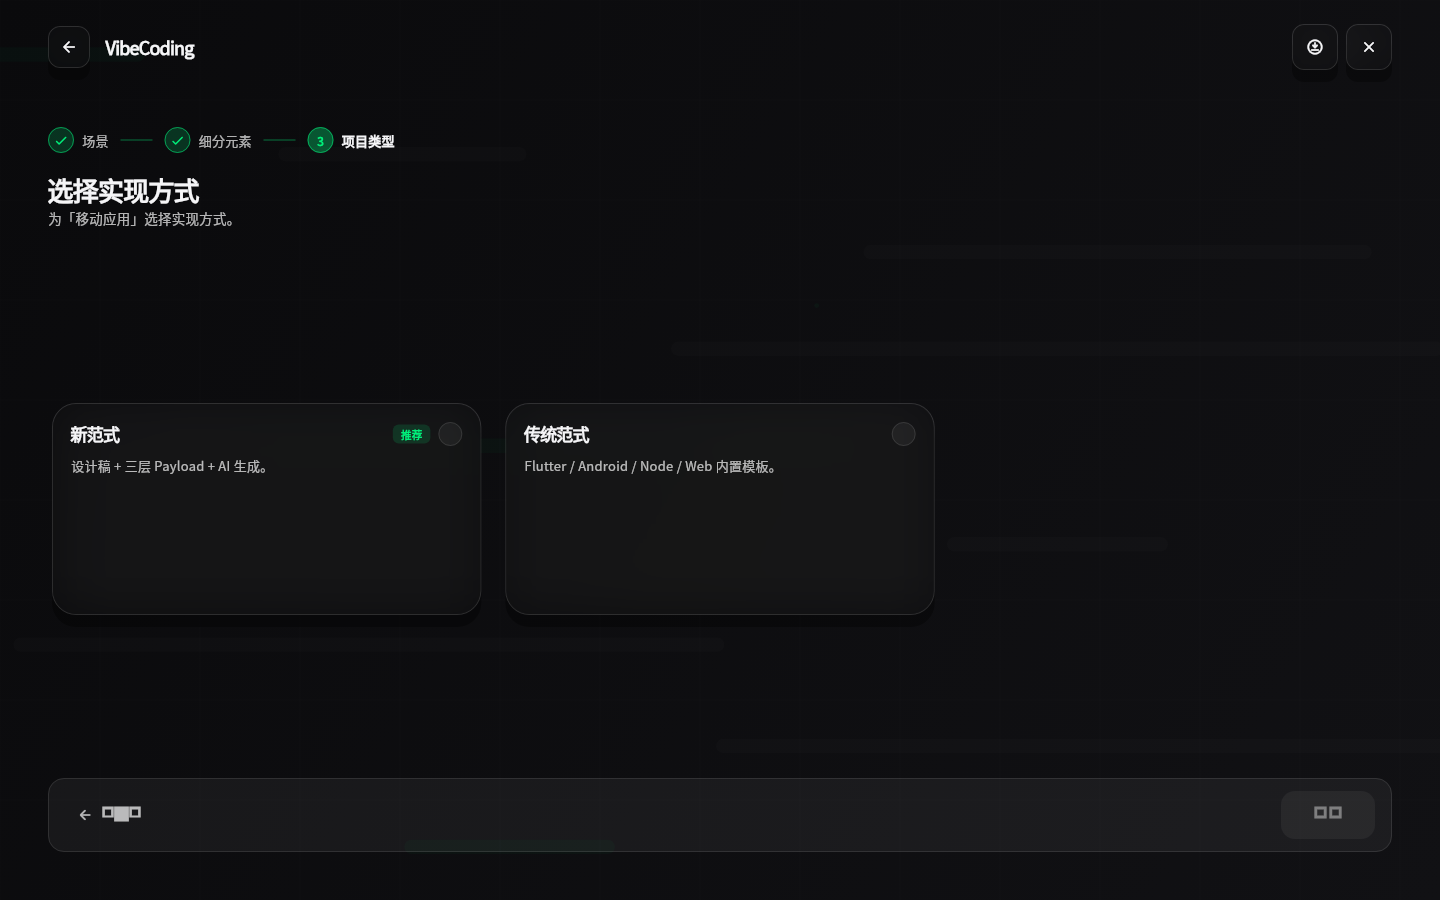 VibeCoding
场景
细分元素
3 项目类型
选择实现方式
为「移动应用」选择实现方式。
新范式
推荐
设计稿 + 三层 Payload + AI 生成。
传统范式
Flutter / Android / Node / Web 内置模板。